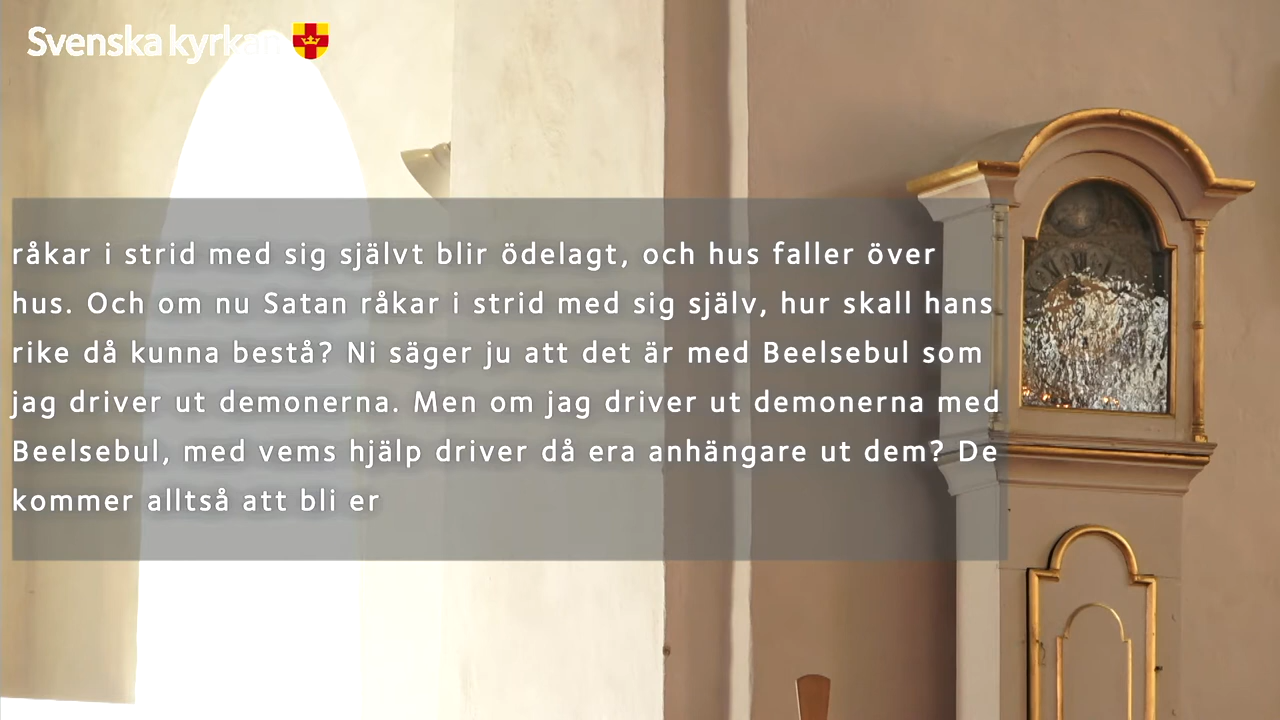 Svenska kyrkan
råkar i strid med sig självt blir ödelagt, och hus faller över
hus. Och om nu Satan råkar i strid med sig själv, hur skall hans
rike då kunna bestå? Ni säger ju att det är med Beelsebul som
jag driver ut demonerna. Men om jag driver ut demonerna med
Beelsebul, med vems hjälp driver då era anhängare ut dem? De
kommer alltså att bli er